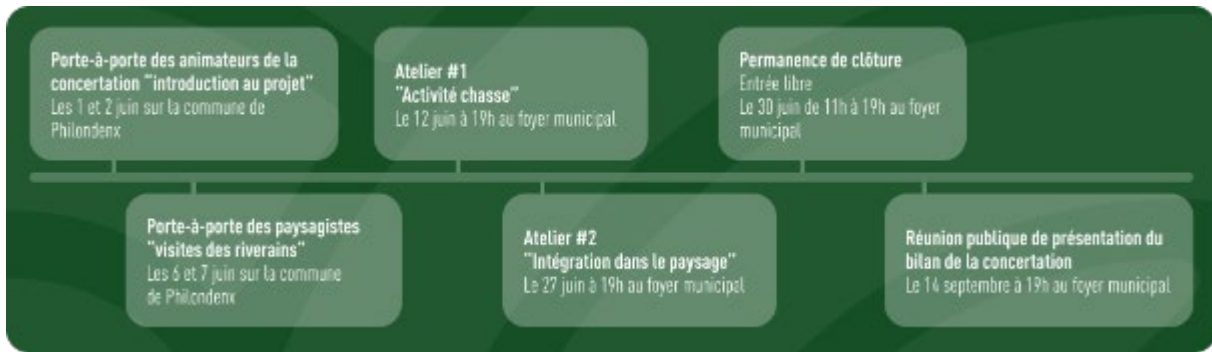 Porte-à-porte des animateurs de la
concertation "introduction au projet"
Les 1 et 2 juin sur la commune de
Philondenx
Porte-à-porte des paysagistes
"visites des riverains"
Les 6 et 7 juin sur la commune
de Philondenx
Atelier #1
"Activité chasse"
Le 12 juin à 19h au foyer municipal
Atelier #2
"Intégration dans le paysage"
Le 27 juin à 19h au foyer municipal
Permanence de clôture
Entrée libre
Le 30 juin de 11h à 19h au foyer
municipal
Réunion publique de présentation du
bilan de la concertation
Le 14 septembre à 19h au foyer municipal